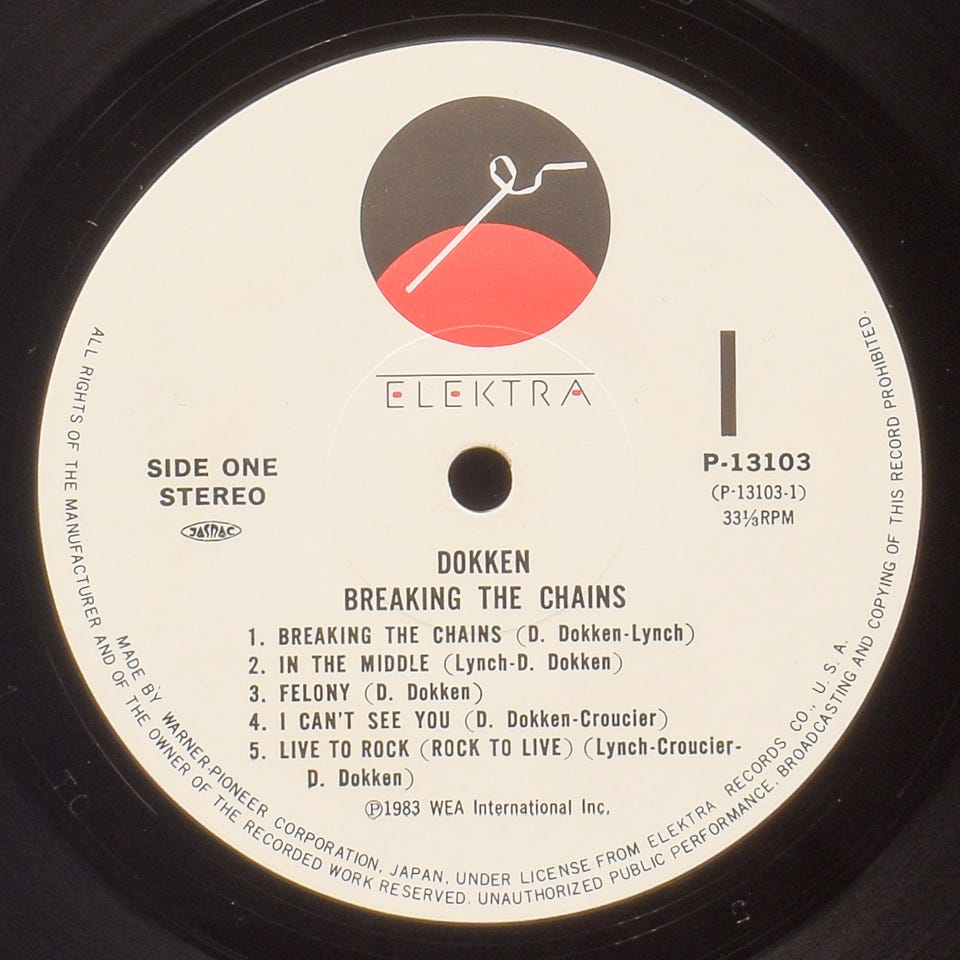 ELEKTRA
SIDE ONE
STEREO
JASRAC
P-13103
(P-13103-1)
33⅓RPM
DOKKEN
BREAKING THE CHAINS
1. BREAKING THE CHAINS (D. Dokken-Lynch)
2. IN THE MIDDLE (Lynch-D. Dokken)
3. FELONY (D. Dokken)
4. I CAN'T SEE YOU (D. Dokken-Croucier)
5. LIVE TO ROCK (ROCK TO LIVE) (Lynch-Croucier-
D. Dokken)
Ⓟ1983 WEA International Inc,
MADE BY WARNER-PIONEER CORPORATION, JAPAN, UNDER LICENSE FROM ELEKTRA RECORDS CO., U. S. A.
ALL RIGHTS OF THE MANUFACTURER AND OF THE OWNER OF THE RECORDED WORK RESERVED. UNAUTHORIZED PUBLIC PERFORMANCE, BROADCASTING AND COPYING OF THIS RECORD PROHIBITED.